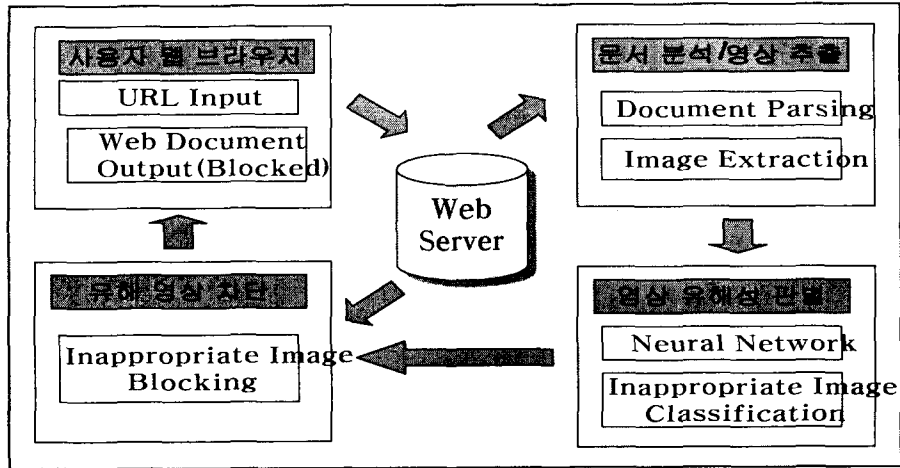 사용자 웹 브라우저
URL Input
Web Document
Output(Blocked)
문서 분석/영상 추출
Document Parsing
Image Extraction
Web
Server
유해 영상 차단
Inappropriate Image
Blocking
영상 유해성 판별
Neural Network
Inappropriate Image
Classification